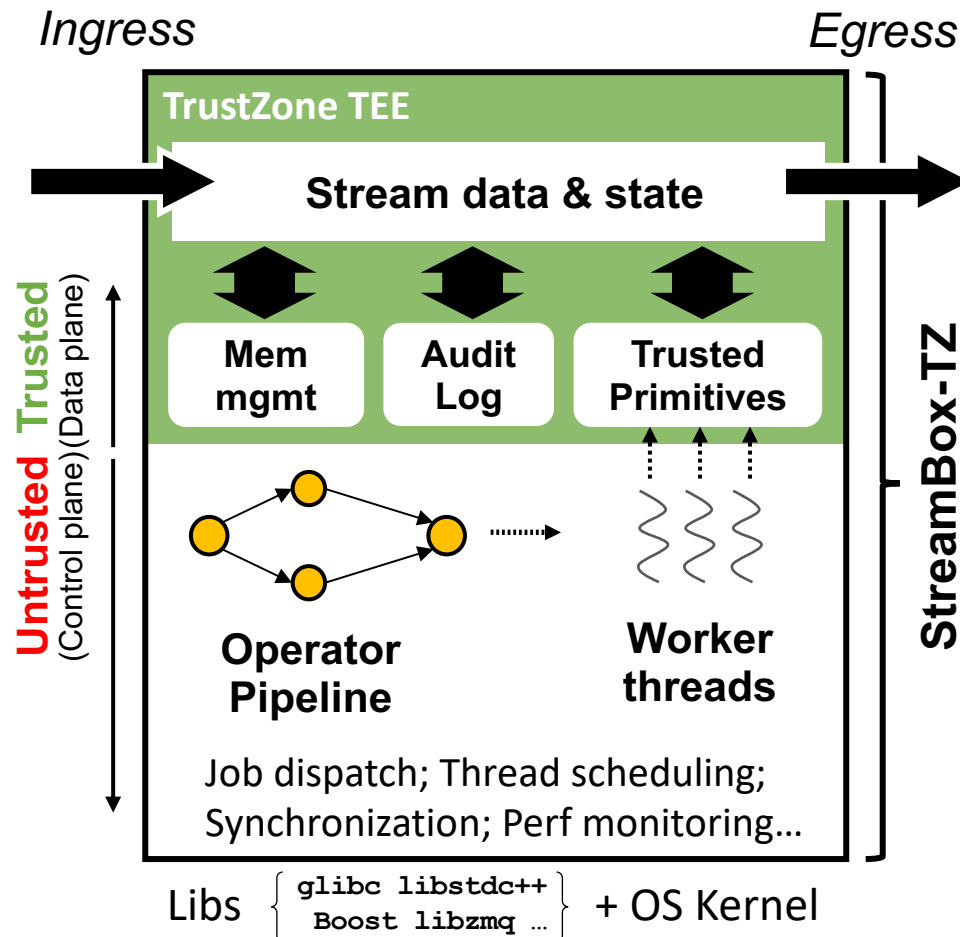 Ingress
Egress
TrustZone TEE
Stream data & state
Mem
mgmt
Audit
Log
Trusted
Primitives
Trusted
(Data plane)
Untrusted
(Control plane)
StreamBox-TZ
Operator
Pipeline
Worker
threads
Job dispatch; Thread scheduling;
Synchronization; Perf monitoring…
Libs { glibc libstdc++
Boost libzmq … } + OS Kernel